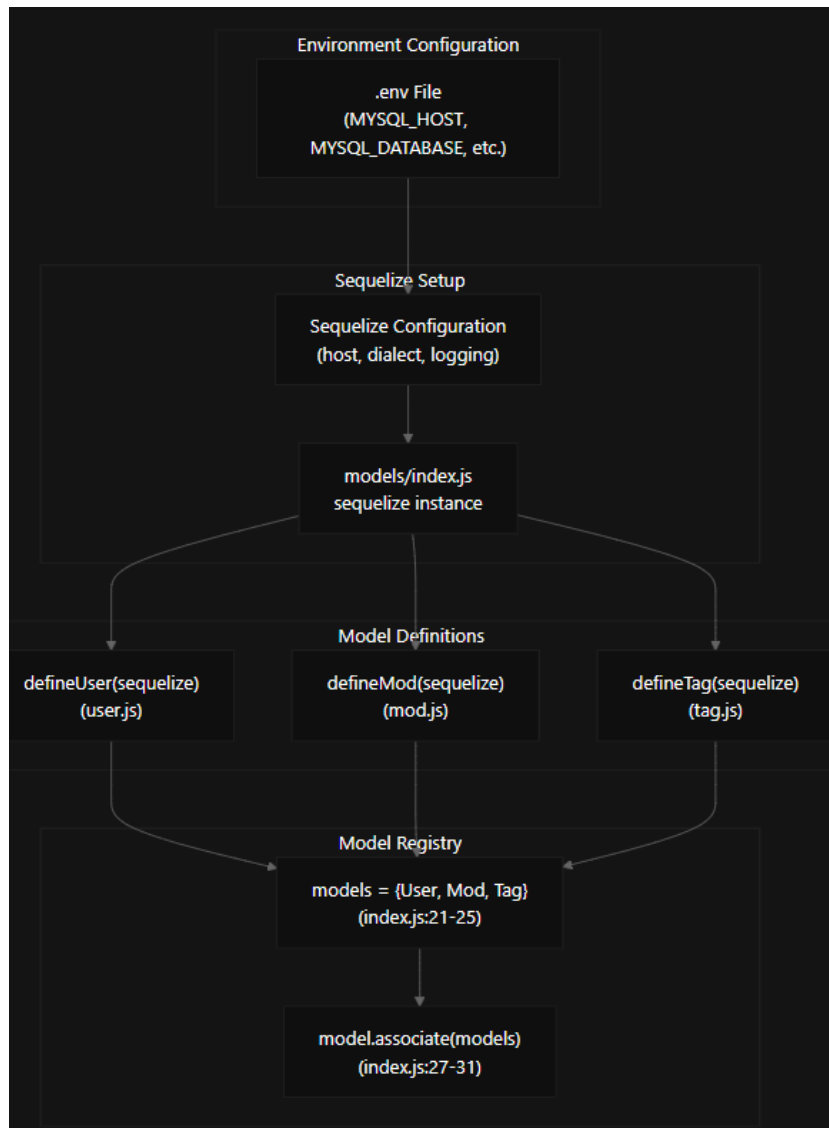 Environment Configuration
.env File
(MYSQL_HOST,
MYSQL_DATABASE, etc.)
Sequelize Setup
Sequelize Configuration
(host, dialect, logging)
models/index.js
sequelize instance
Model Definitions
defineUser(sequelize)
(user.js)
defineMod(sequelize)
(mod.js)
defineTag(sequelize)
(tag.js)
Model Registry
models = {User, Mod, Tag}
(index.js:21-25)
model.associate(models)
(index.js:27-31)